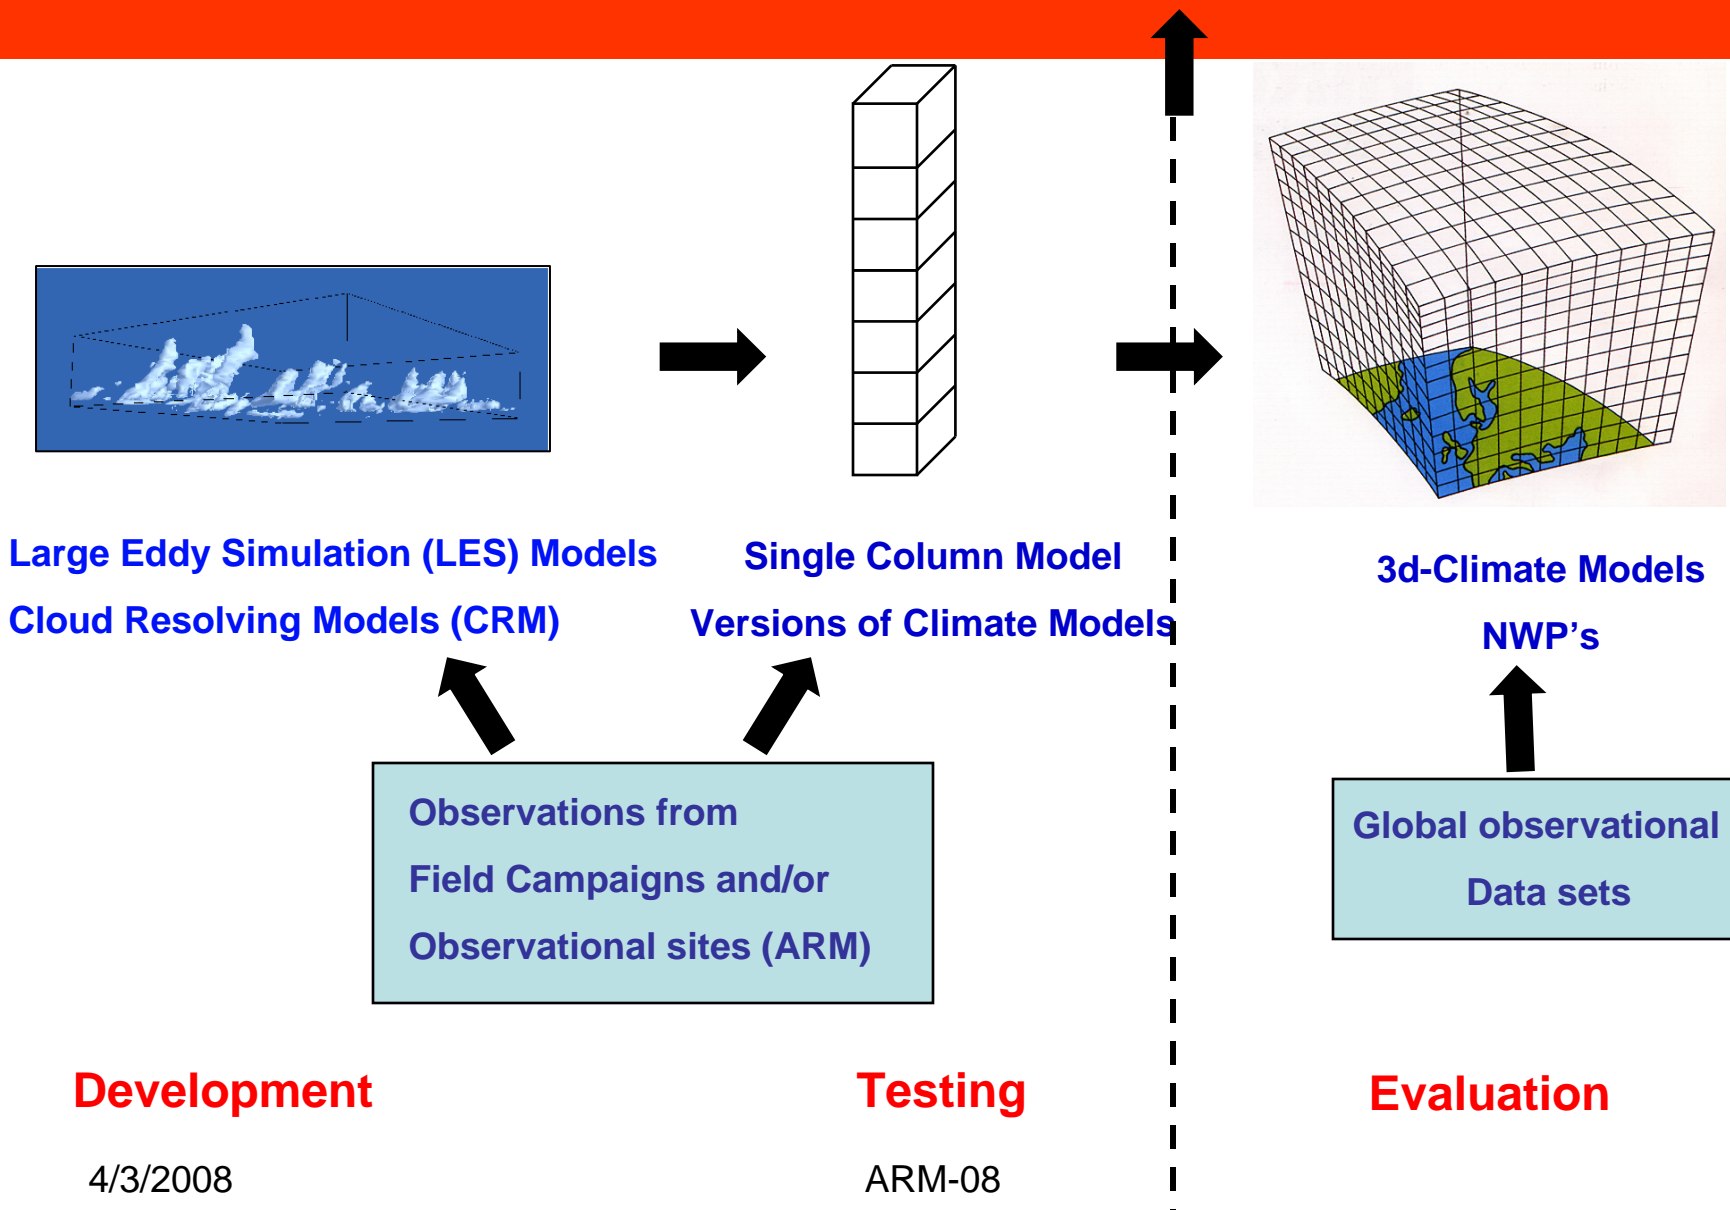 Large Eddy Simulation (LES) Models
Cloud Resolving Models (CRM)
Single Column Model
Versions of Climate Models
3d-Climate Models
NWP's
Observations from
Field Campaigns and/or
Observational sites (ARM)
Global observational
Data sets
Development
Testing
Evaluation
4/3/2008
ARM-08